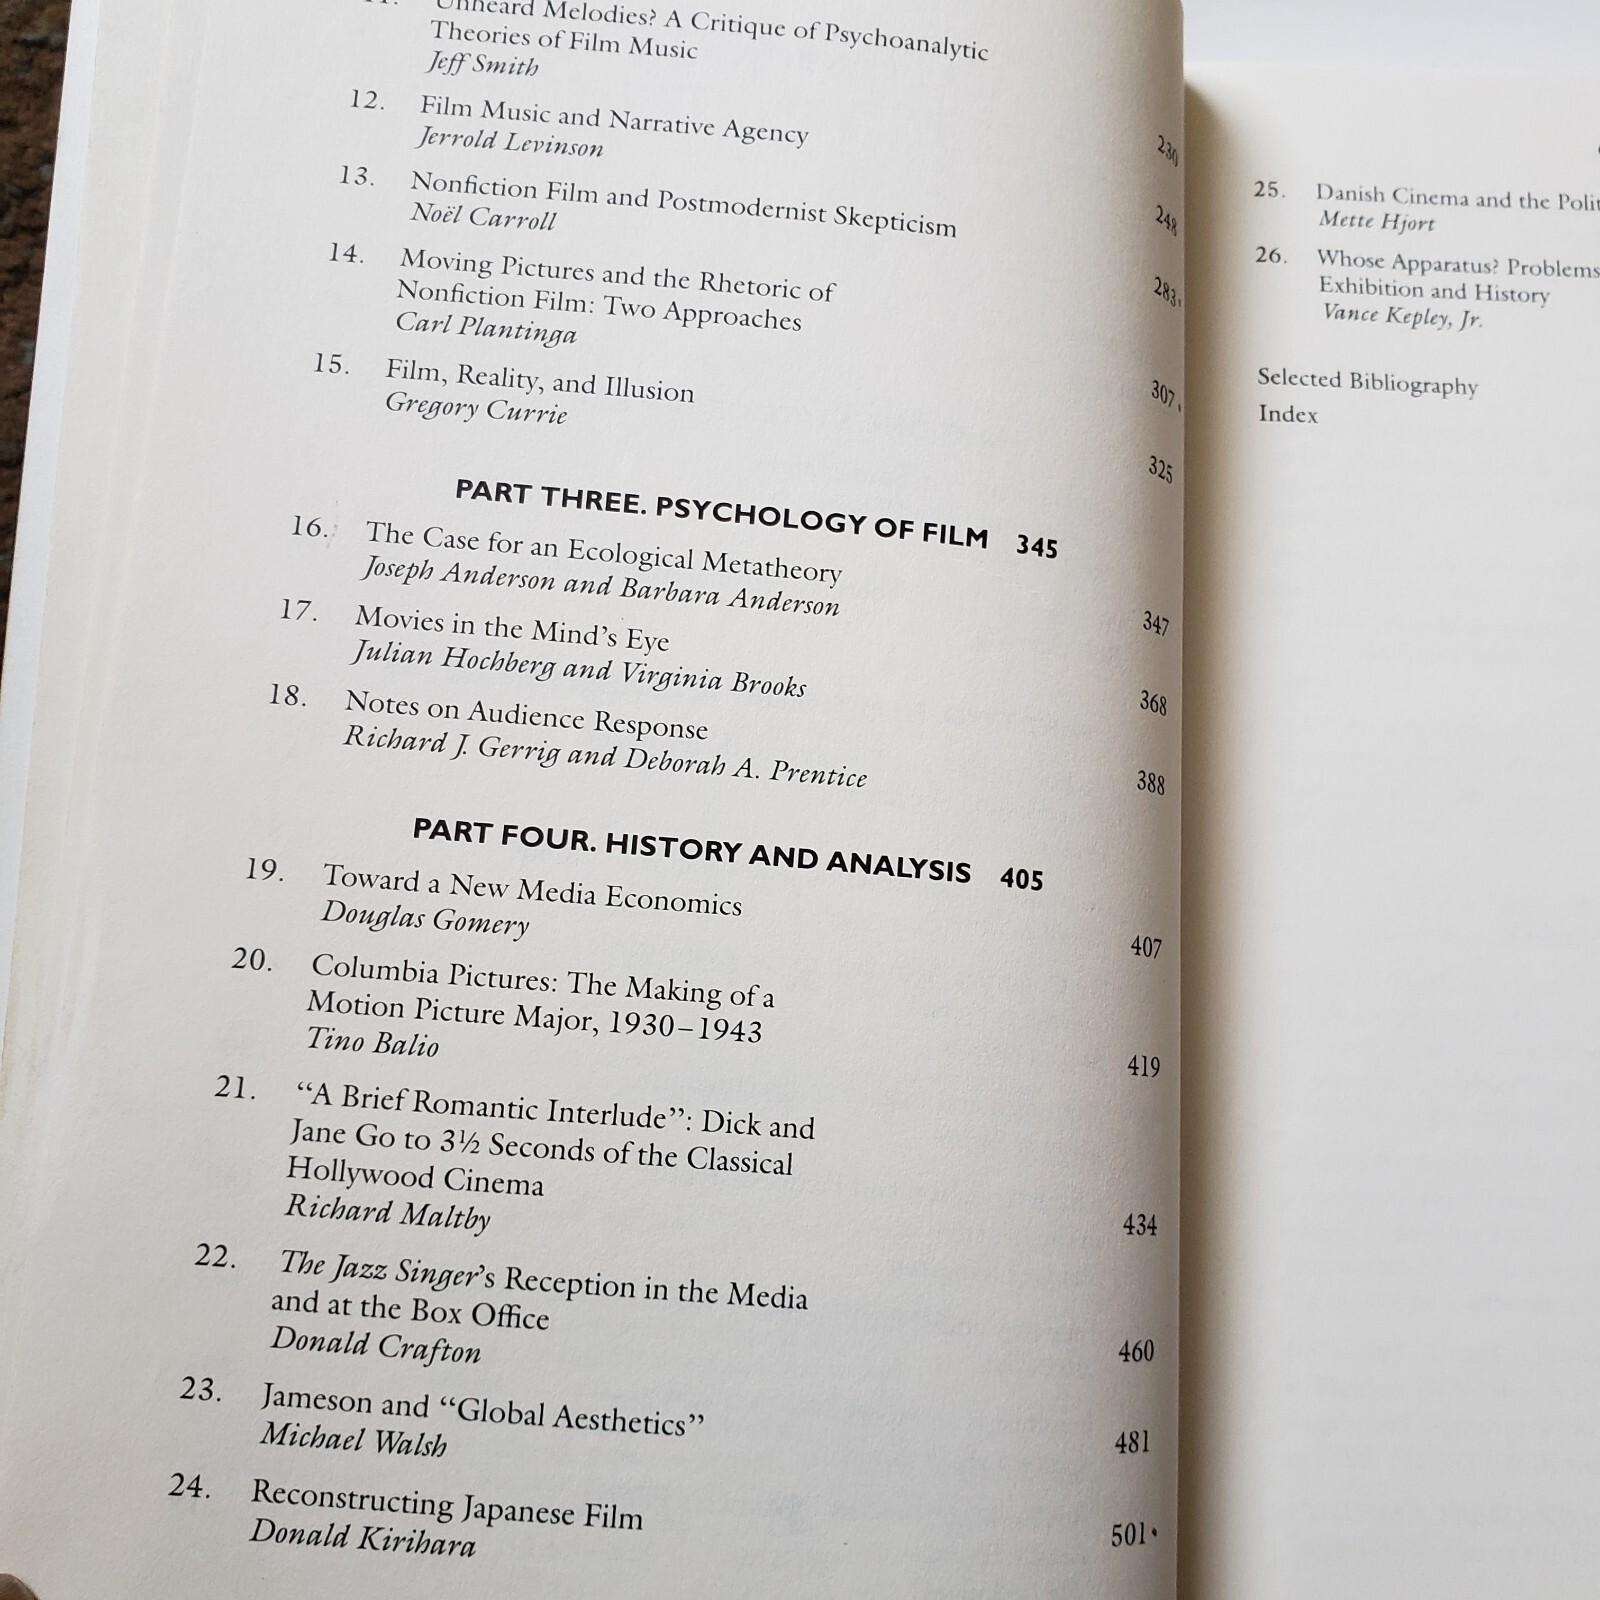 11. Unheard Melodies? A Critique of Psychoanalytic
Theories of Film Music
Jeff Smith 230
12. Film Music and Narrative Agency
Jerrold Levinson 248
13. Nonfiction Film and Postmodernist Skepticism
Noël Carroll 283
14. Moving Pictures and the Rhetoric of
Nonfiction Film: Two Approaches
Carl Plantinga 307
15. Film, Reality, and Illusion
Gregory Currie 325
PART THREE. PSYCHOLOGY OF FILM 345
16. The Case for an Ecological Metatheory
Joseph Anderson and Barbara Anderson 347
17. Movies in the Mind's Eye
Julian Hochberg and Virginia Brooks 368
18. Notes on Audience Response
Richard J. Gerrig and Deborah A. Prentice 388
PART FOUR. HISTORY AND ANALYSIS 405
19. Toward a New Media Economics
Douglas Gomery 407
20. Columbia Pictures: The Making of a
Motion Picture Major, 1930–1943
Tino Balio 419
21. “A Brief Romantic Interlude”: Dick and
Jane Go to 3½ Seconds of the Classical
Hollywood Cinema
Richard Maltby 434
22. The Jazz Singer's Reception in the Media
and at the Box Office
Donald Crafton 460
23. Jameson and “Global Aesthetics”
Michael Walsh 481
24. Reconstructing Japanese Film
Donald Kirihara 501
25. Danish Cinema and the
Mette Hjort
26. Whose Apparatus? Problems
Exhibition and History
Vance Kepley, Jr.
Selected Bibliography
Index